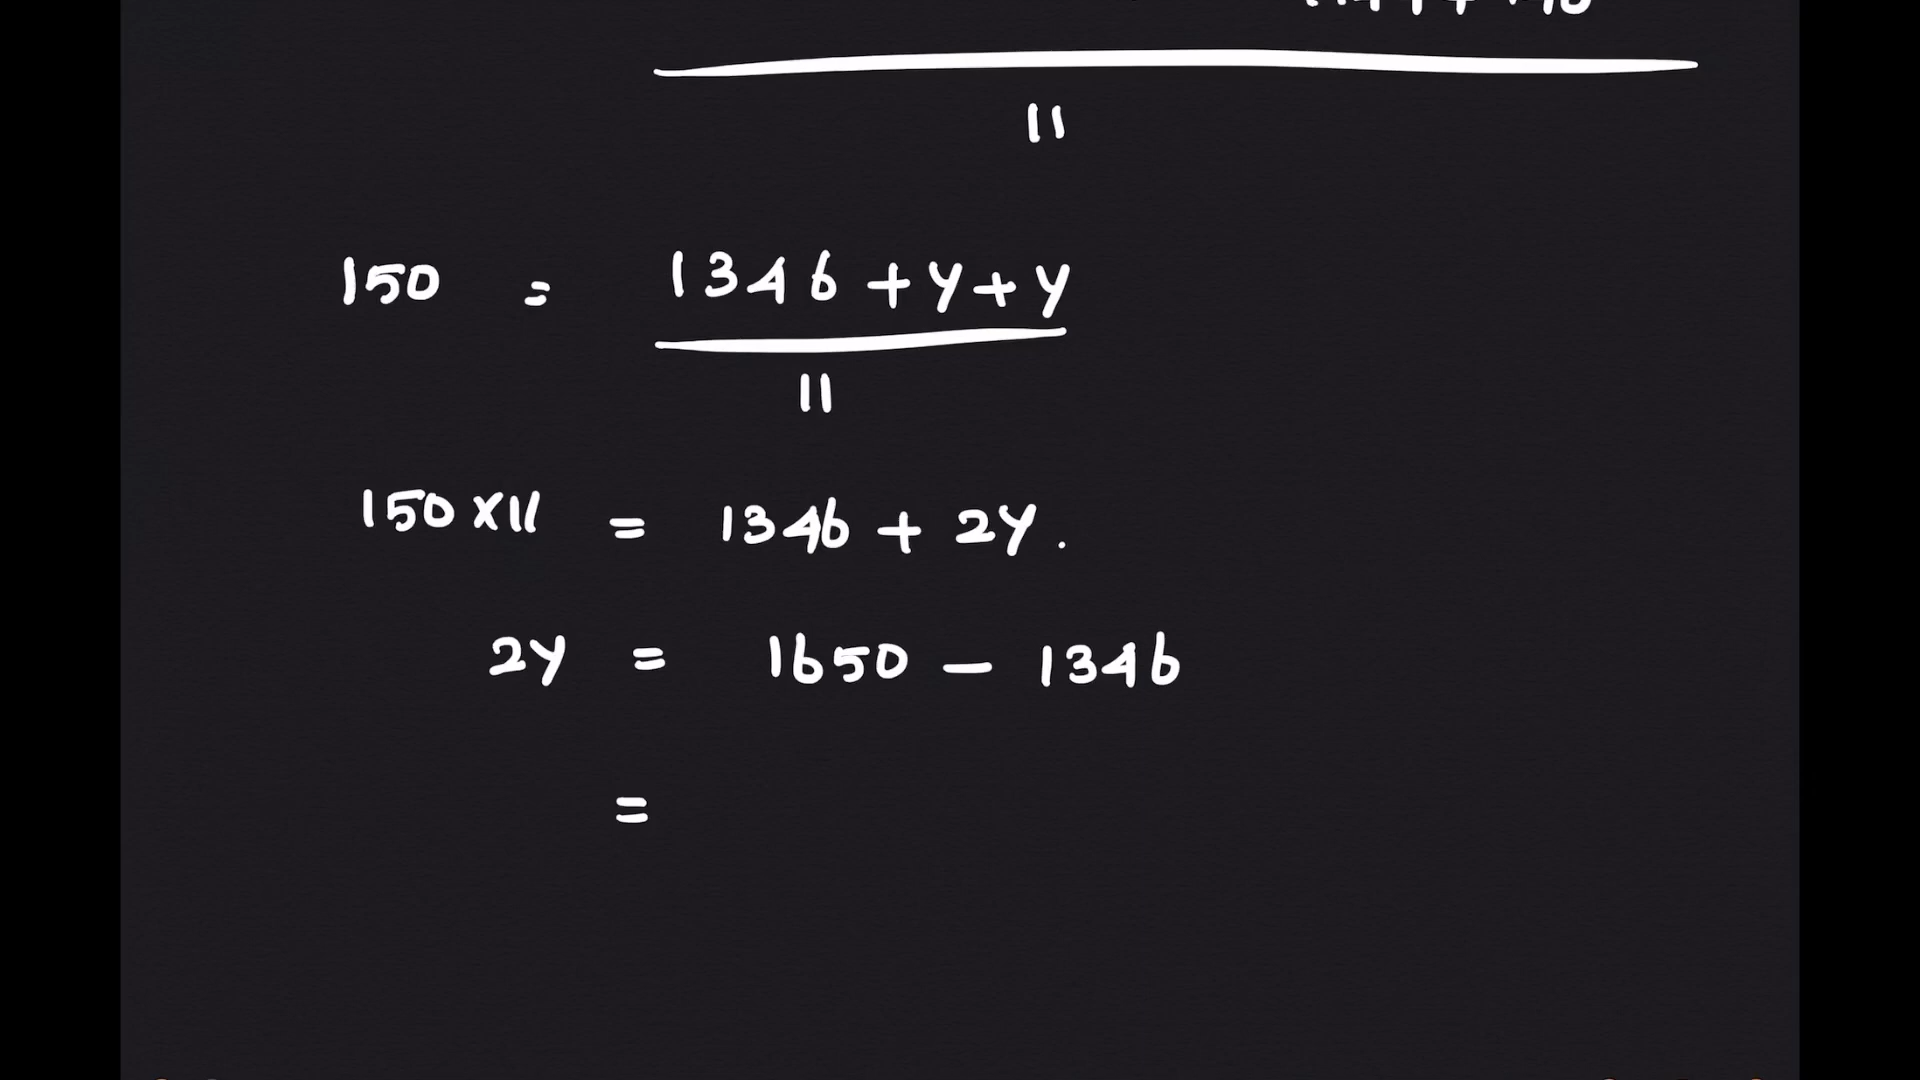 11
150 = 1346 + y + y
11
150 x 11 = 1346 + 2y.
2y = 1650 - 1346
=